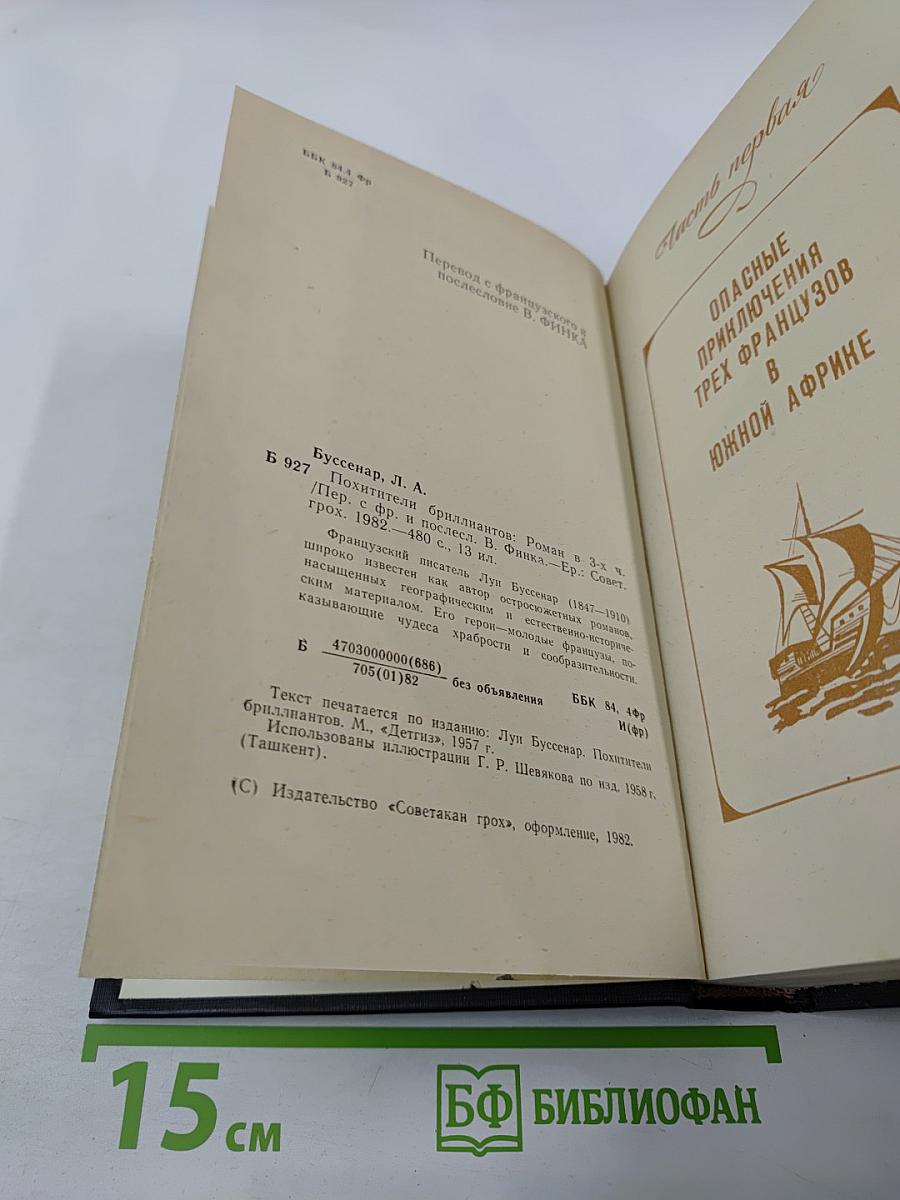 ББК 84.4 Фр
Б 927
Перевод с французского и
послесловие В. ФИНКА
Буссенар, Л. А.
Б 927 Похитители бриллиантов: Роман в 3-х ч.
/Пер. с фр. и послесл. В. Финка.—Ер.: Совет.
грох. 1982.—480 с., 13 ил.
Французский писатель Луи Буссенар (1847—1910)
широко известен как автор остросюжетных романов,
насыщенных географическим и естественно-историче-
ским материалом. Его герои—молодые французы, по-
казывающие чудеса храбрости и сообразительности.
Б 4703000000(686)
705(01)82 без объявления ББК 84, 4Фр
И(фр)
Текст печатается по изданию: Луи Буссенар. Похитители
бриллиантов. М., «Детгиз», 1957 г.
Использованы иллюстрации Г. Р. Шевякова по изд. 1958 г.
(Ташкент).
(С) Издательство «Советакан грох», оформление, 1982.
Часть первая
ОПАСНЫЕ
ПРИКЛЮЧЕНИЯ
ТРЕХ ФРАНЦУЗОВ
В
ЮЖНОЙ АФРИКЕ
15 см
БФ БИБЛИОФАН